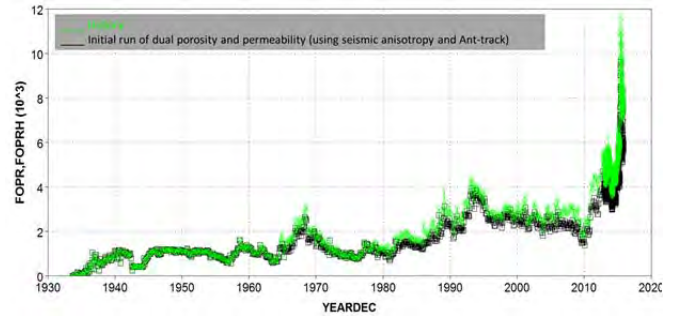 12
10
8
6
4
2
0
FOPR,FOPRH (10^3)
Initial run of dual porosity and permeability (using seismic anisotropy and Ant-track)
1930 1940 1950 1960 1970 1980 1990 2000 2010 2020
YEARDEC